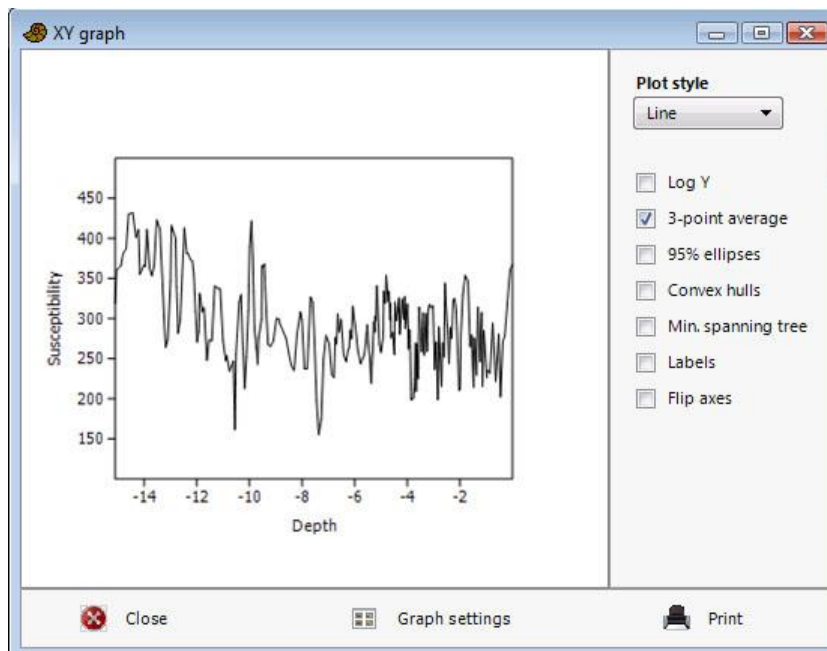 XY graph
Plot style
Line
Log Y
3-point average
95% ellipses
Convex hulls
Min. spanning tree
Labels
Flip axes
450
400
350
300
250
200
150
Susceptibility
-14 -12 -10 -8 -6 -4 -2
Depth
Close Graph settings Print